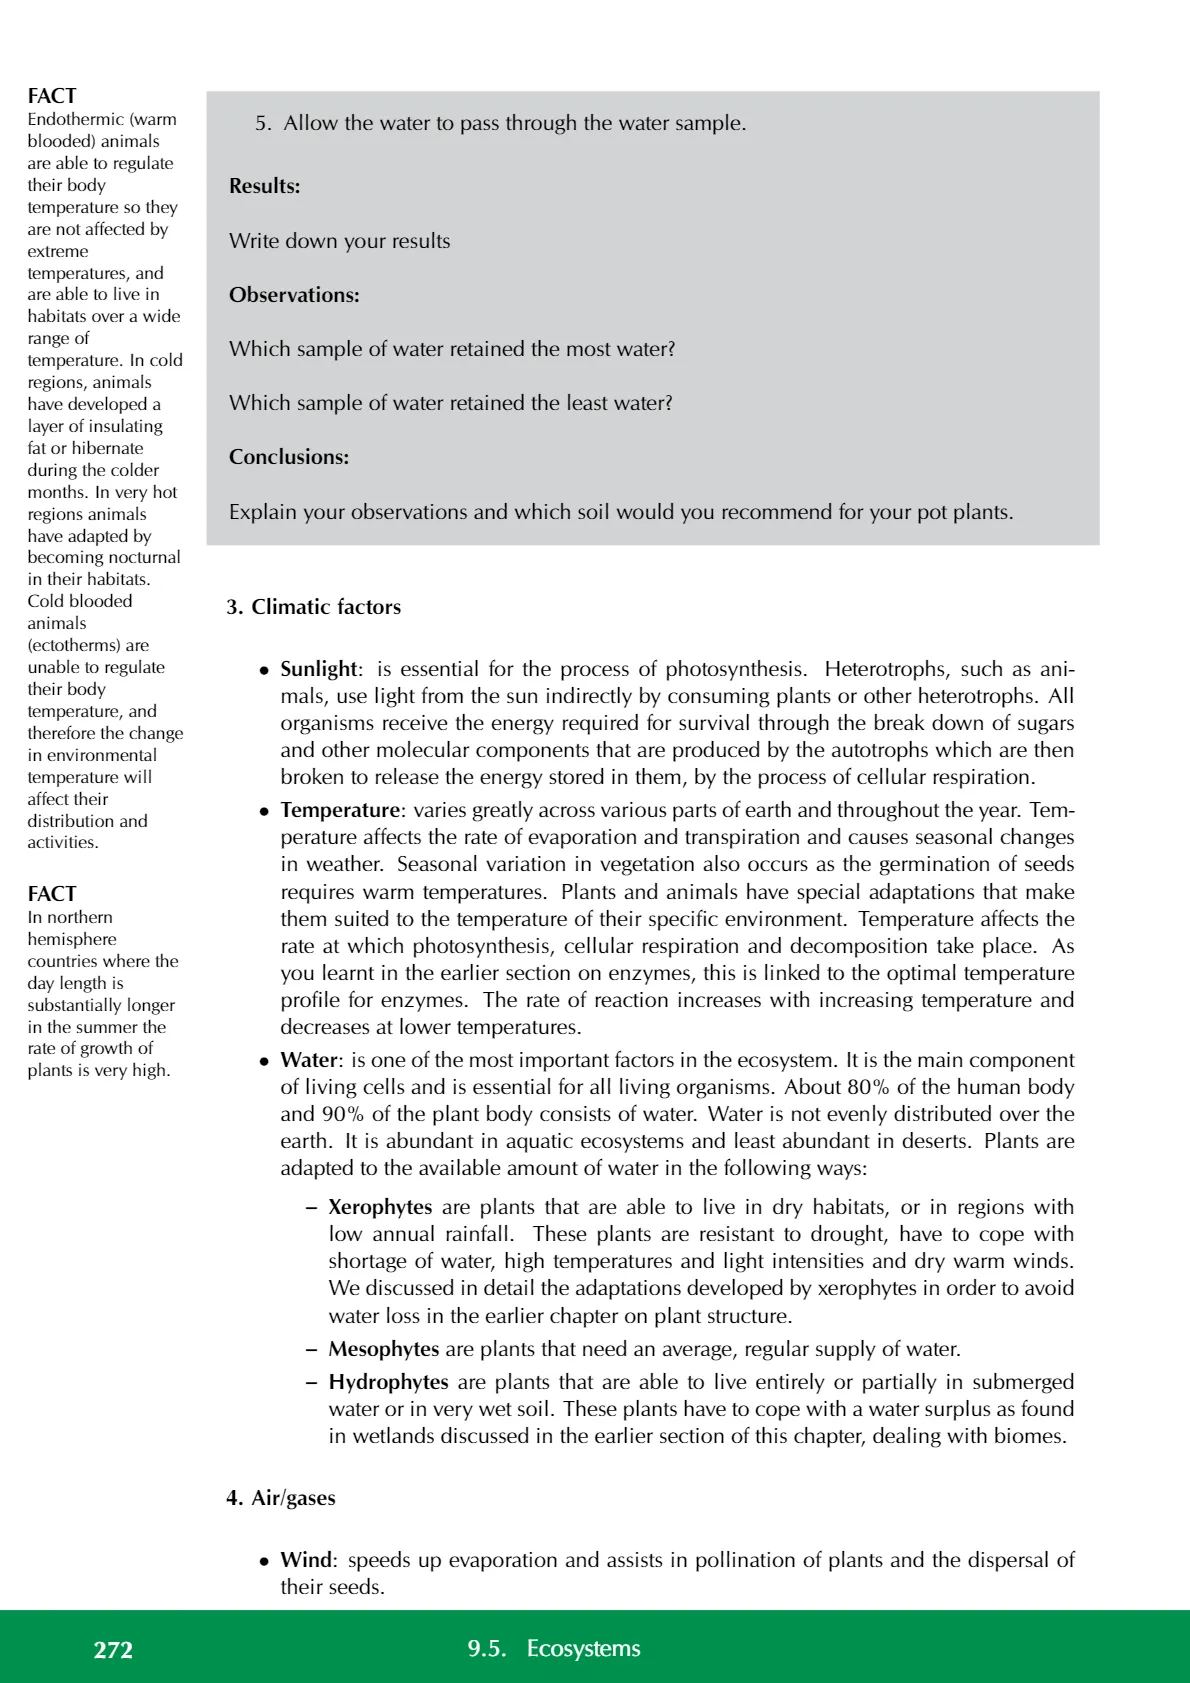 FACT
Endothermic (warm
blooded) animals
are able to regulate
their body
temperature so they
are not affected by
extreme
temperatures, and
are able to live in
habitats over a wide
range of
temperature. In cold
regions, animals
have developed a
layer of insulating
fat or hibernate
during the colder
months. In very hot
regions animals
have adapted by
becoming nocturnal
in their habitats.
Cold blooded
animals
(ectotherms) are
unable to regulate
their body
temperature, and
therefore the change
in environmental
temperature will
affect their
distribution and
activities.
FACT
In northern
hemisphere
countries where the
day length is
substantially longer
in the summer the
rate of growth of
plants is very high.
5. Allow the water to pass through the water sample.
Results:
Write down your results
Observations:
Which sample of water retained the most water?
Which sample of water retained the least water?
Conclusions:
Explain your observations and which soil would you recommend for your pot plants.
3. Climatic factors
• Sunlight: is essential for the process of photosynthesis. Heterotrophs, such as ani-
mals, use light from the sun indirectly by consuming plants or other heterotrophs. All
organisms receive the energy required for survival through the break down of sugars
and other molecular components that are produced by the autotrophs which are then
broken to release the energy stored in them, by the process of cellular respiration.
• Temperature: varies greatly across various parts of earth and throughout the year. Tem-
perature affects the rate of evaporation and transpiration and causes seasonal changes
in weather. Seasonal variation in vegetation also occurs as the germination of seeds
requires warm temperatures. Plants and animals have special adaptations that make
them suited to the temperature of their specific environment. Temperature affects the
rate at which photosynthesis, cellular respiration and decomposition take place. As
you learnt in the earlier section on enzymes, this is linked to the optimal temperature
profile for enzymes. The rate of reaction increases with increasing temperature and
decreases at lower temperatures.
• Water: is one of the most important factors in the ecosystem. It is the main component
of living cells and is essential for all living organisms. About 80% of the human body
and 90% of the plant body consists of water. Water is not evenly distributed over the
earth. It is abundant in aquatic ecosystems and least abundant in deserts. Plants are
adapted to the available amount of water in the following ways:
– Xerophytes are plants that are able to live in dry habitats, or in regions with
low annual rainfall. These plants are resistant to drought, have to cope with
shortage of water, high temperatures and light intensities and dry warm winds.
We discussed in detail the adaptations developed by xerophytes in order to avoid
water loss in the earlier chapter on plant structure.
– Mesophytes are plants that need an average, regular supply of water.
– Hydrophytes are plants that are able to live entirely or partially in submerged
water or in very wet soil. These plants have to cope with a water surplus as found
in wetlands discussed in the earlier section of this chapter, dealing with biomes.
4. Air/gases
• Wind: speeds up evaporation and assists in pollination of plants and the dispersal of
their seeds.
272 9.5. Ecosystems